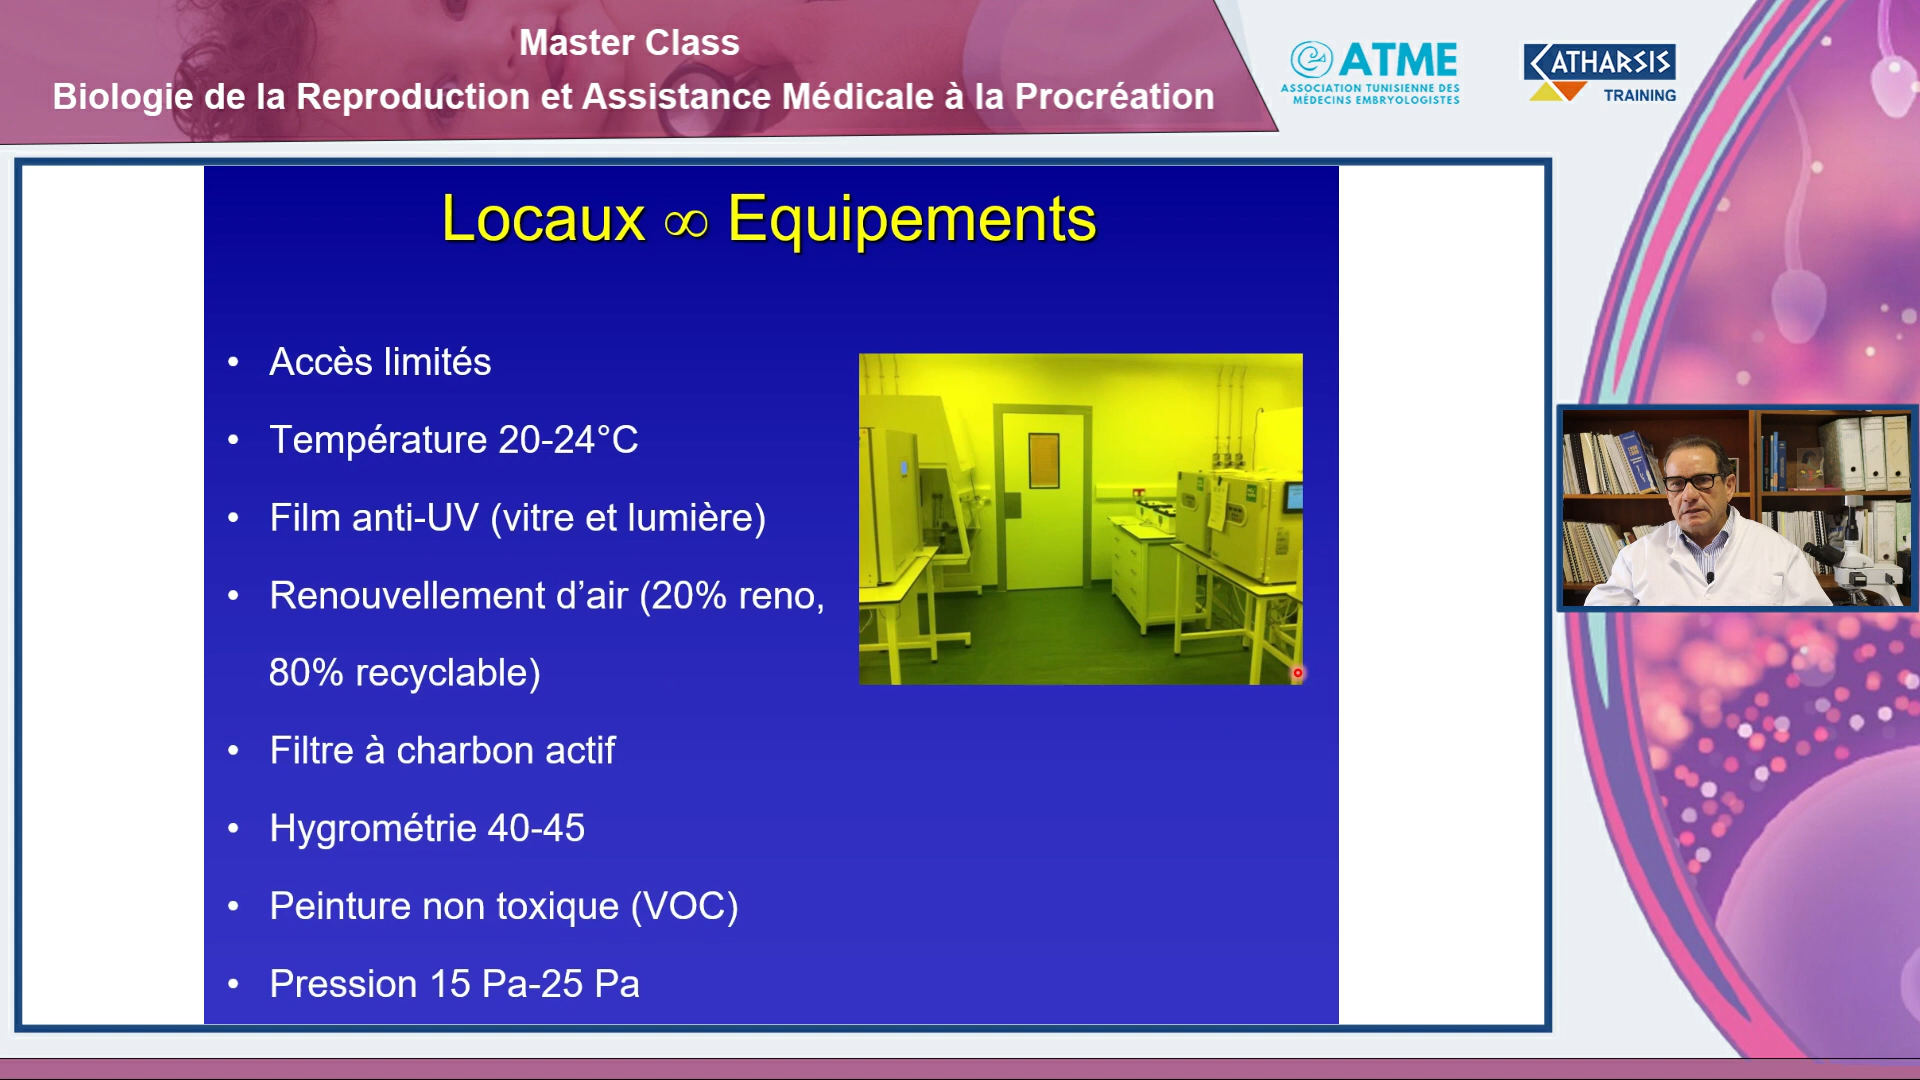 Master Class
Biologie de la Reproduction et Assistance Médicale à la Procréation
ATME
ASSOCIATION TUNISIENNE DES
MÉDECINS EMBRYOLOGISTES
KATHARSIS
TRAINING
Locaux ∞ Equipements
• Accès limités
• Température 20-24°C
• Film anti-UV (vitre et lumière)
• Renouvellement d’air (20% reno,
80% recyclable)
• Filtre à charbon actif
• Hygrométrie 40-45
• Peinture non toxique (VOC)
• Pression 15 Pa-25 Pa